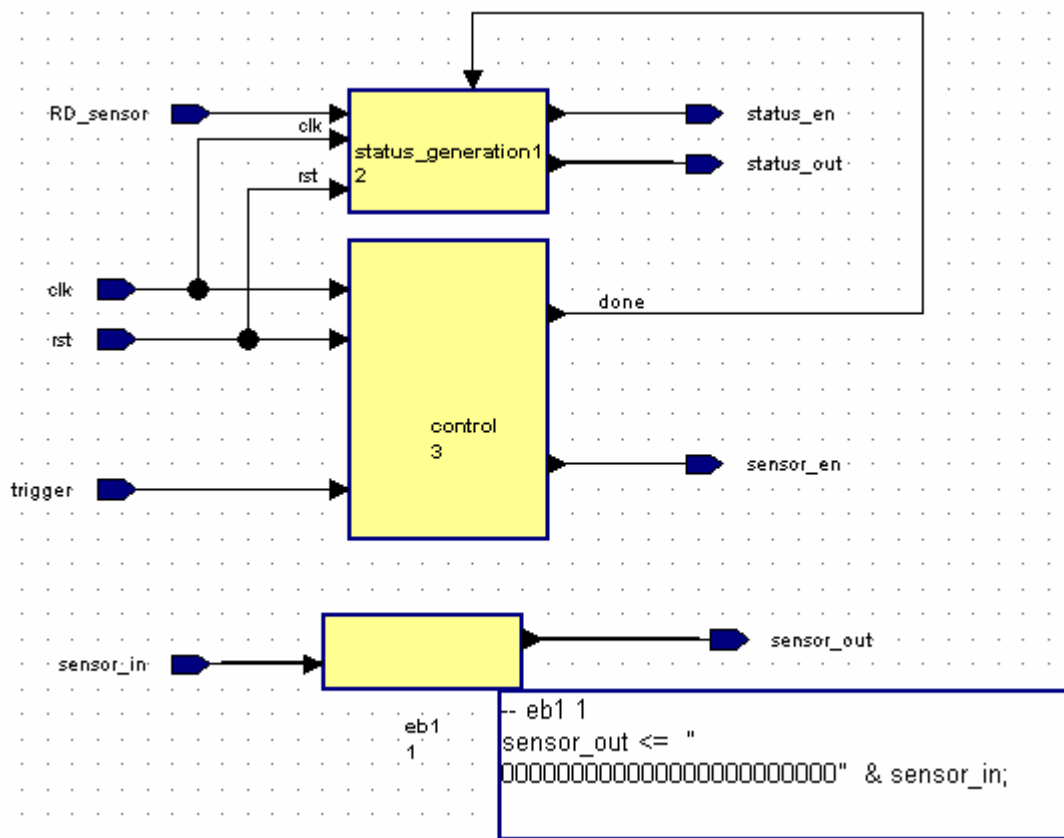 RD_sensor
clk
status_en
status_generation1
2
status_out
rst
clk
done
rst
control
3
sensor_en
trigger
sensor_out
sensor_in
eb1
1
-- eb1 1
sensor_out <= "
000000000000000000000000" & sensor_in;